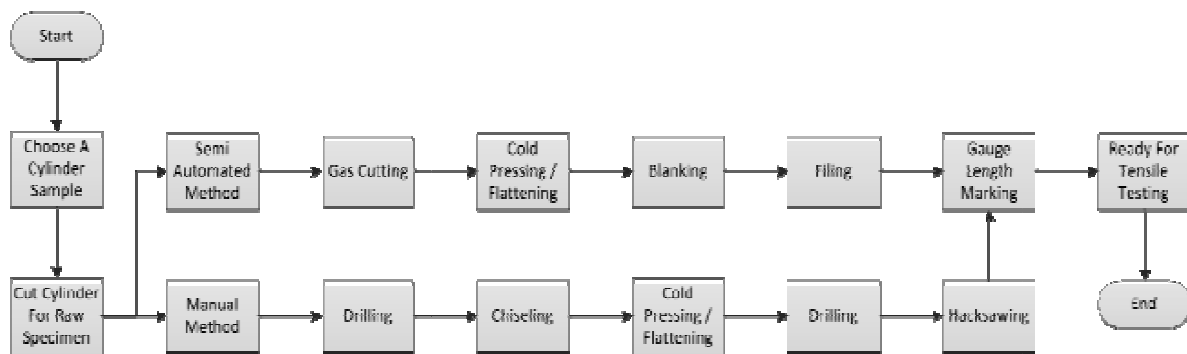 Start
Choose A
Cylinder
Sample
Semi
Automated
Method
Gas Cutting
Cold
Pressing /
Flattening
Blanking
Filing
Gauge
Length
Marking
Ready For
Tensile
Testing
Cut Cylinder
For Raw
Specimen
Manual
Method
Drilling
Chiseling
Cold
Pressing /
Flattening
Drilling
Hacksawing
End